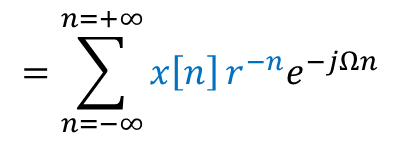 n=+∞
= ∑ x[n] r^{-n} e^{-jΩn}
n=-∞